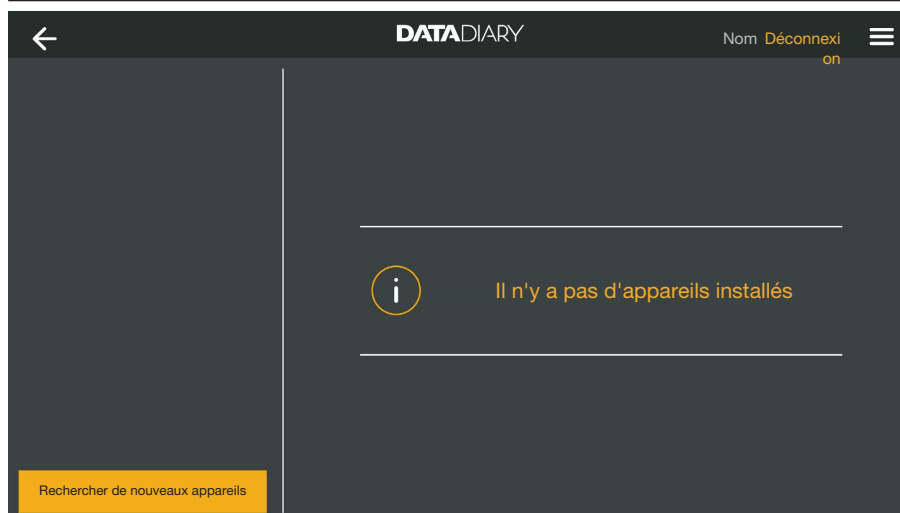 DATADIARY
Nom Déconnexi
on
i
Il n'y a pas d'appareils installés
Rechercher de nouveaux appareils